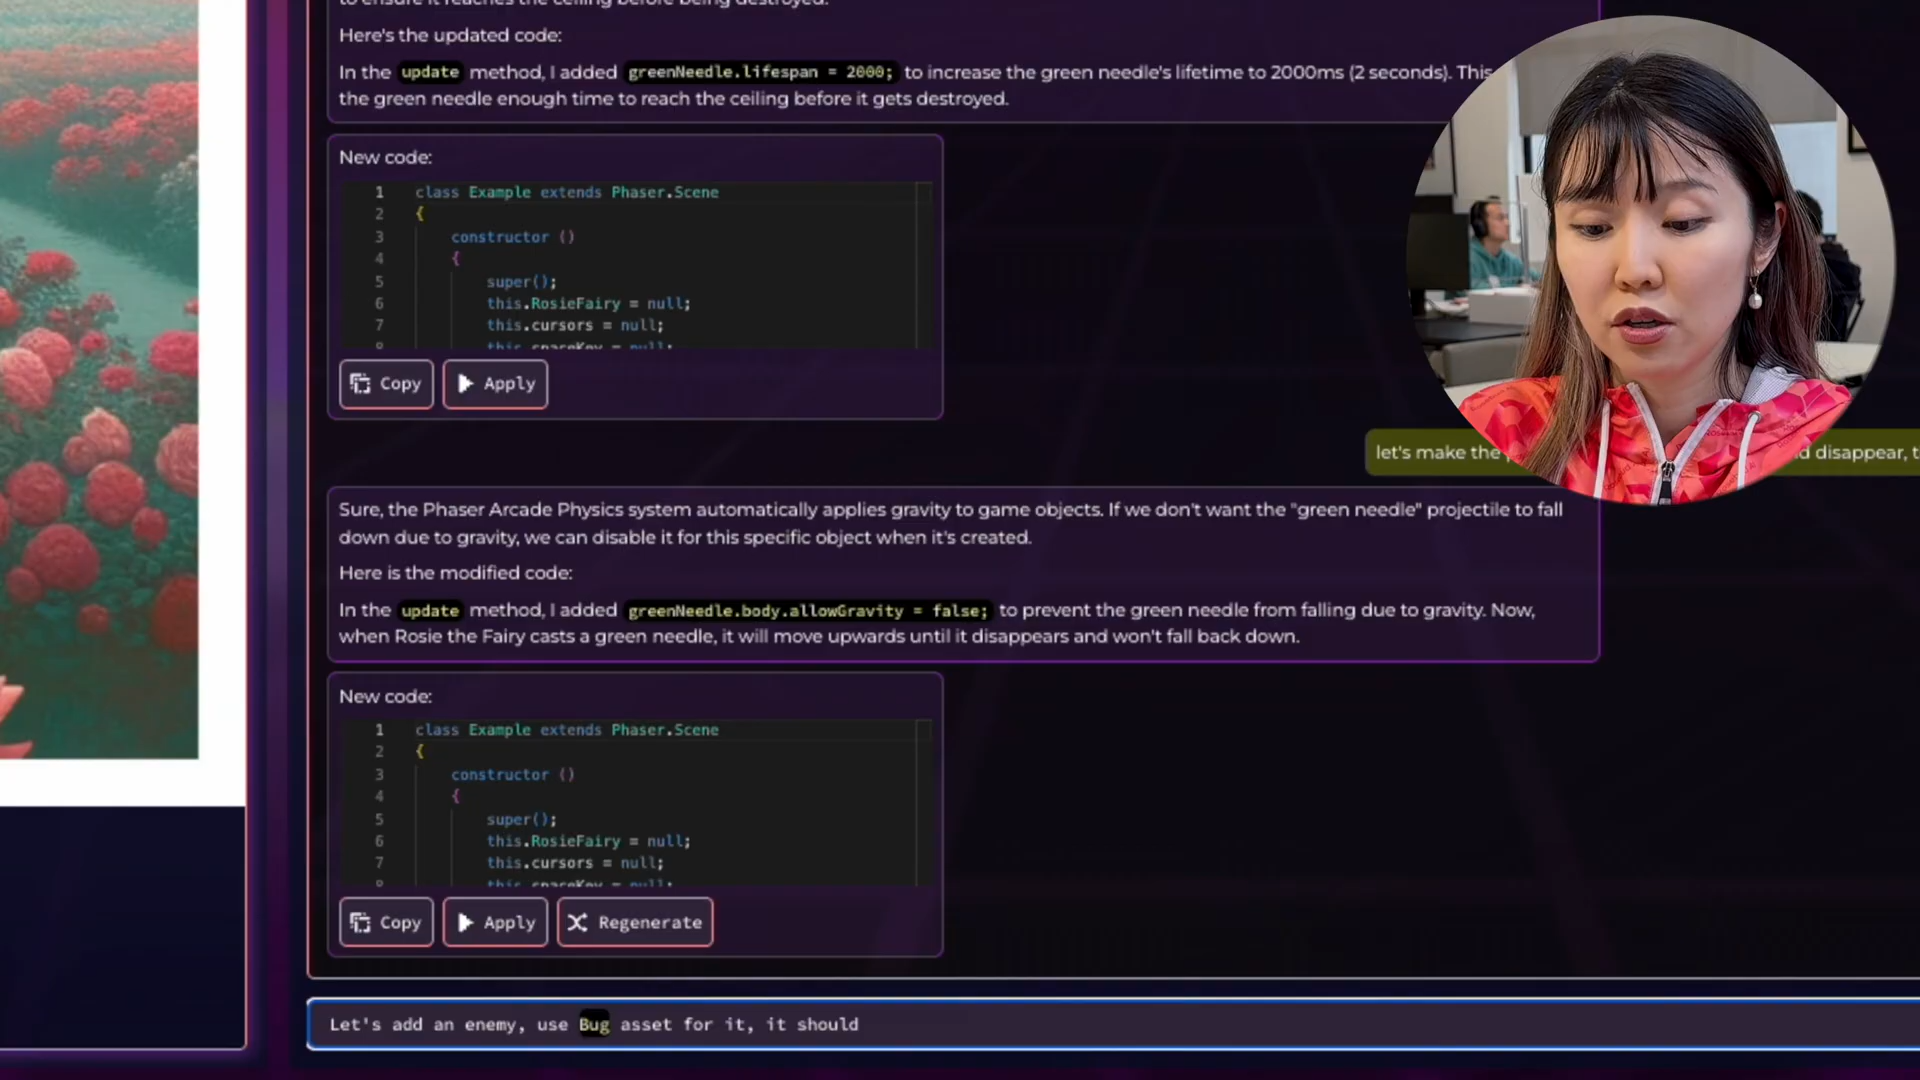 Here's the updated code:
In the update method, I added greenNeedle.lifespan = 2000; to increase the green needle's lifetime to 2000ms (2 seconds). This
the green needle enough time to reach the ceiling before it gets destroyed.
New code:
1 class Example extends Phaser.Scene
2 {
3 constructor ()
4 {
5 super();
6 this.RosieFairy = null;
7 this.cursors = null;
Copy
Apply
let's make the
disappear,
Sure, the Phaser Arcade Physics system automatically applies gravity to game objects. If we don't want the "green needle" projectile to fall
down due to gravity, we can disable it for this specific object when it's created.
Here is the modified code:
In the update method, I added greenNeedle.body.allowGravity = false; to prevent the green needle from falling due to gravity. Now,
when Rosie the Fairy casts a green needle, it will move upwards until it disappears and won't fall back down.
New code:
1 class Example extends Phaser.Scene
2 {
3 constructor ()
4 {
5 super();
6 this.RosieFairy = null;
7 this.cursors = null;
Copy
Apply
Regenerate
Let's add an enemy, use Bug asset for it, it should